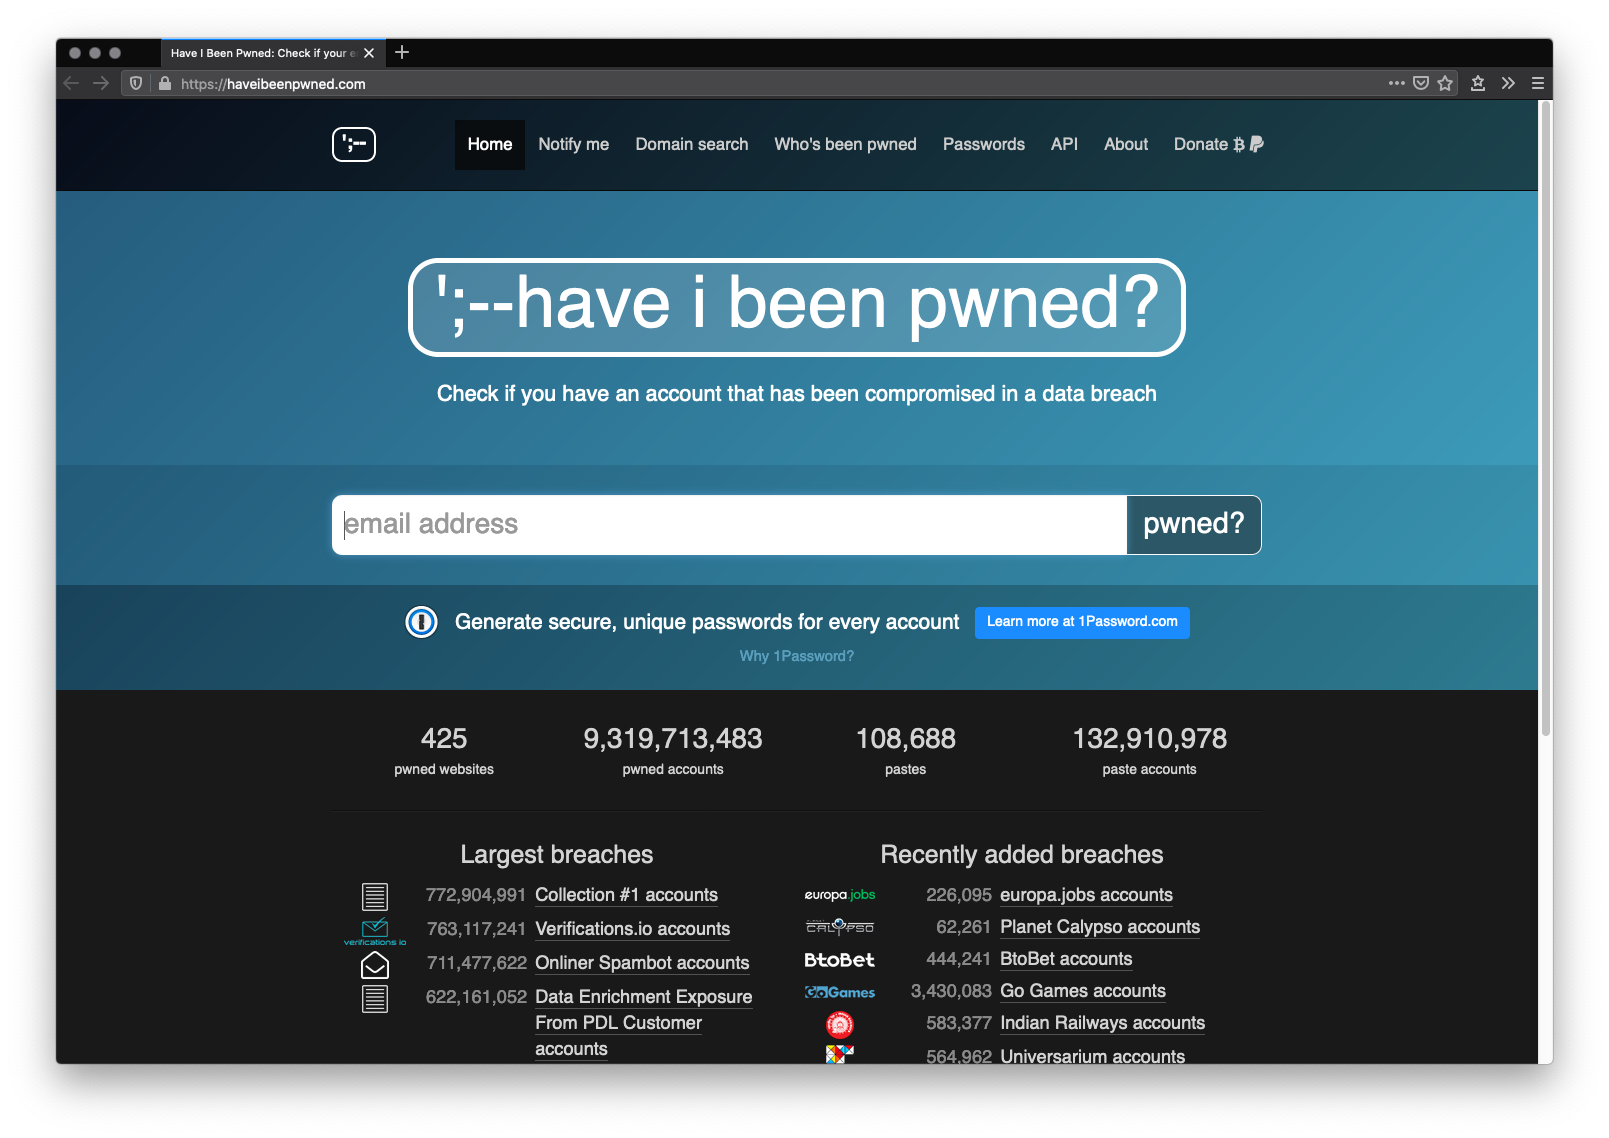 Have I Been Pwned: Check if your e
https://haveibeenpwned.com
';--
Home
Notify me
Domain search
Who's been pwned
Passwords
API
About
Donate
';--have i been pwned?
Check if you have an account that has been compromised in a data breach
email address
pwned?
Generate secure, unique passwords for every account
Learn more at 1Password.com
Why 1Password?
425
pwned websites
9,319,713,483
pwned accounts
108,688
pastes
132,910,978
paste accounts
Largest breaches
772,904,991 Collection #1 accounts
verifications io
763,117,241 Verifications.io accounts
711,477,622 Onliner Spambot accounts
622,161,052 Data Enrichment Exposure
From PDL Customer
accounts
Recently added breaches
europa.jobs
226,095 europa.jobs accounts
CALYPSO
62,261 Planet Calypso accounts
BtoBet
444,241 BtoBet accounts
GoGames
3,430,083 Go Games accounts
583,377 Indian Railways accounts
564,962 Universarium accounts